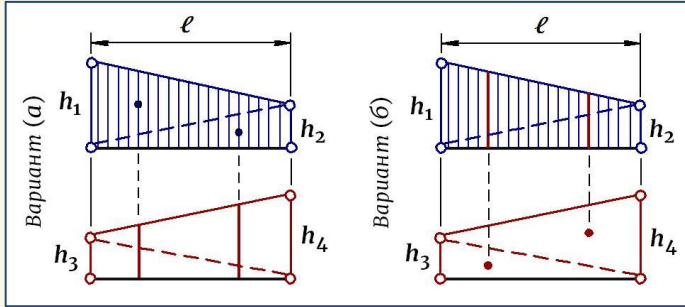 Вариант (а)
ℓ
h₁
h₂
h₃
h₄
Вариант (б)
ℓ
h₁
h₂
h₃
h₄